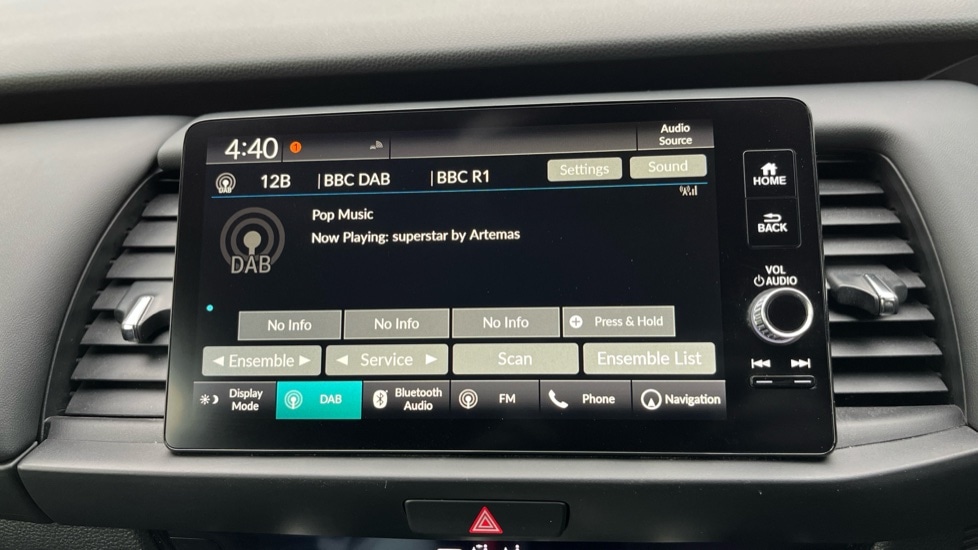 4:40
Audio
Source
DAB 12B |BBC DAB |BBC R1 Settings Sound
Pop Music
Now Playing: superstar by Artemas
DAB
No Info No Info No Info Press & Hold
Ensemble Service Scan Ensemble List
Display
Mode
DAB
Bluetooth
Audio
FM
Phone
Navigation
HOME
BACK
VOL
AUDIO